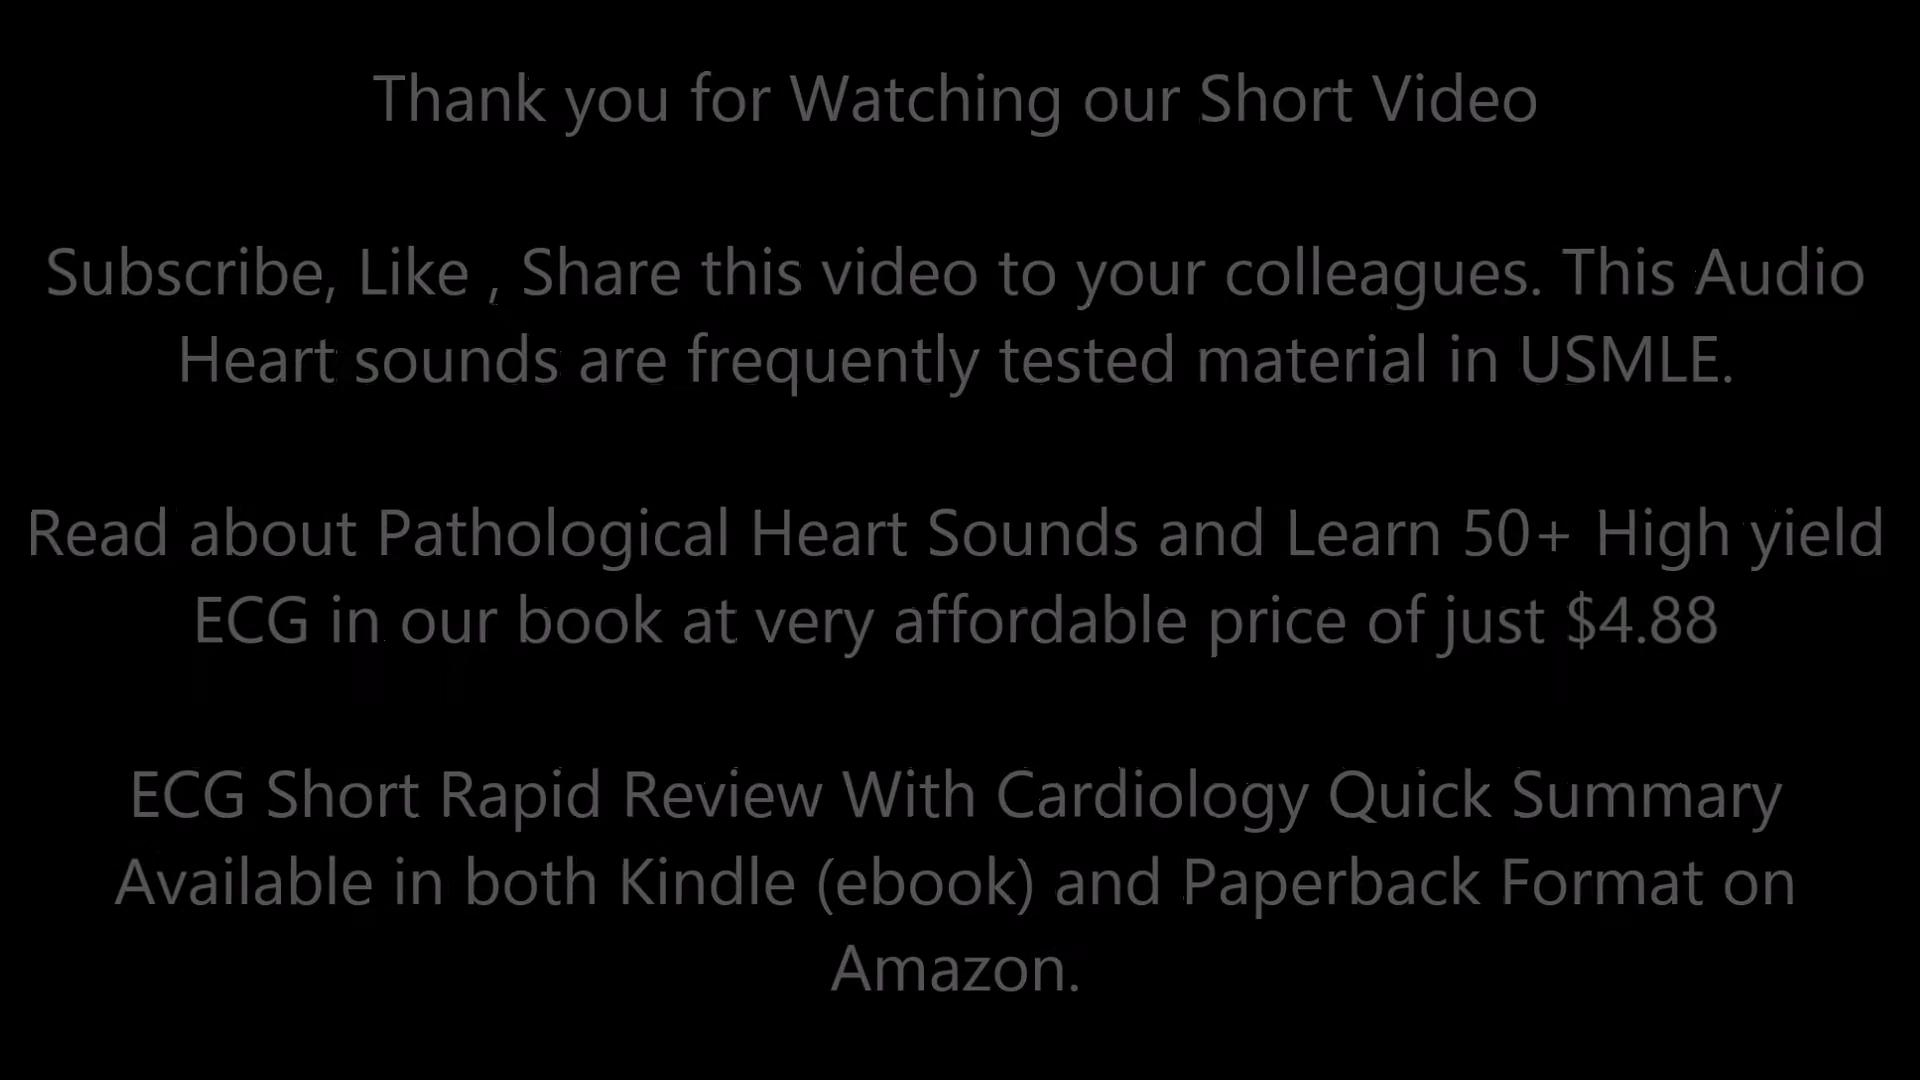 Thank you for Watching our Short Video
Subscribe, Like , Share this video to your colleagues. This Audio
Heart sounds are frequently tested material in USMLE.
Read about Pathological Heart Sounds and Learn 50+ High yield
ECG in our book at very affordable price of just $4.88
ECG Short Rapid Review With Cardiology Quick Summary
Available in both Kindle (ebook) and Paperback Format on
Amazon.